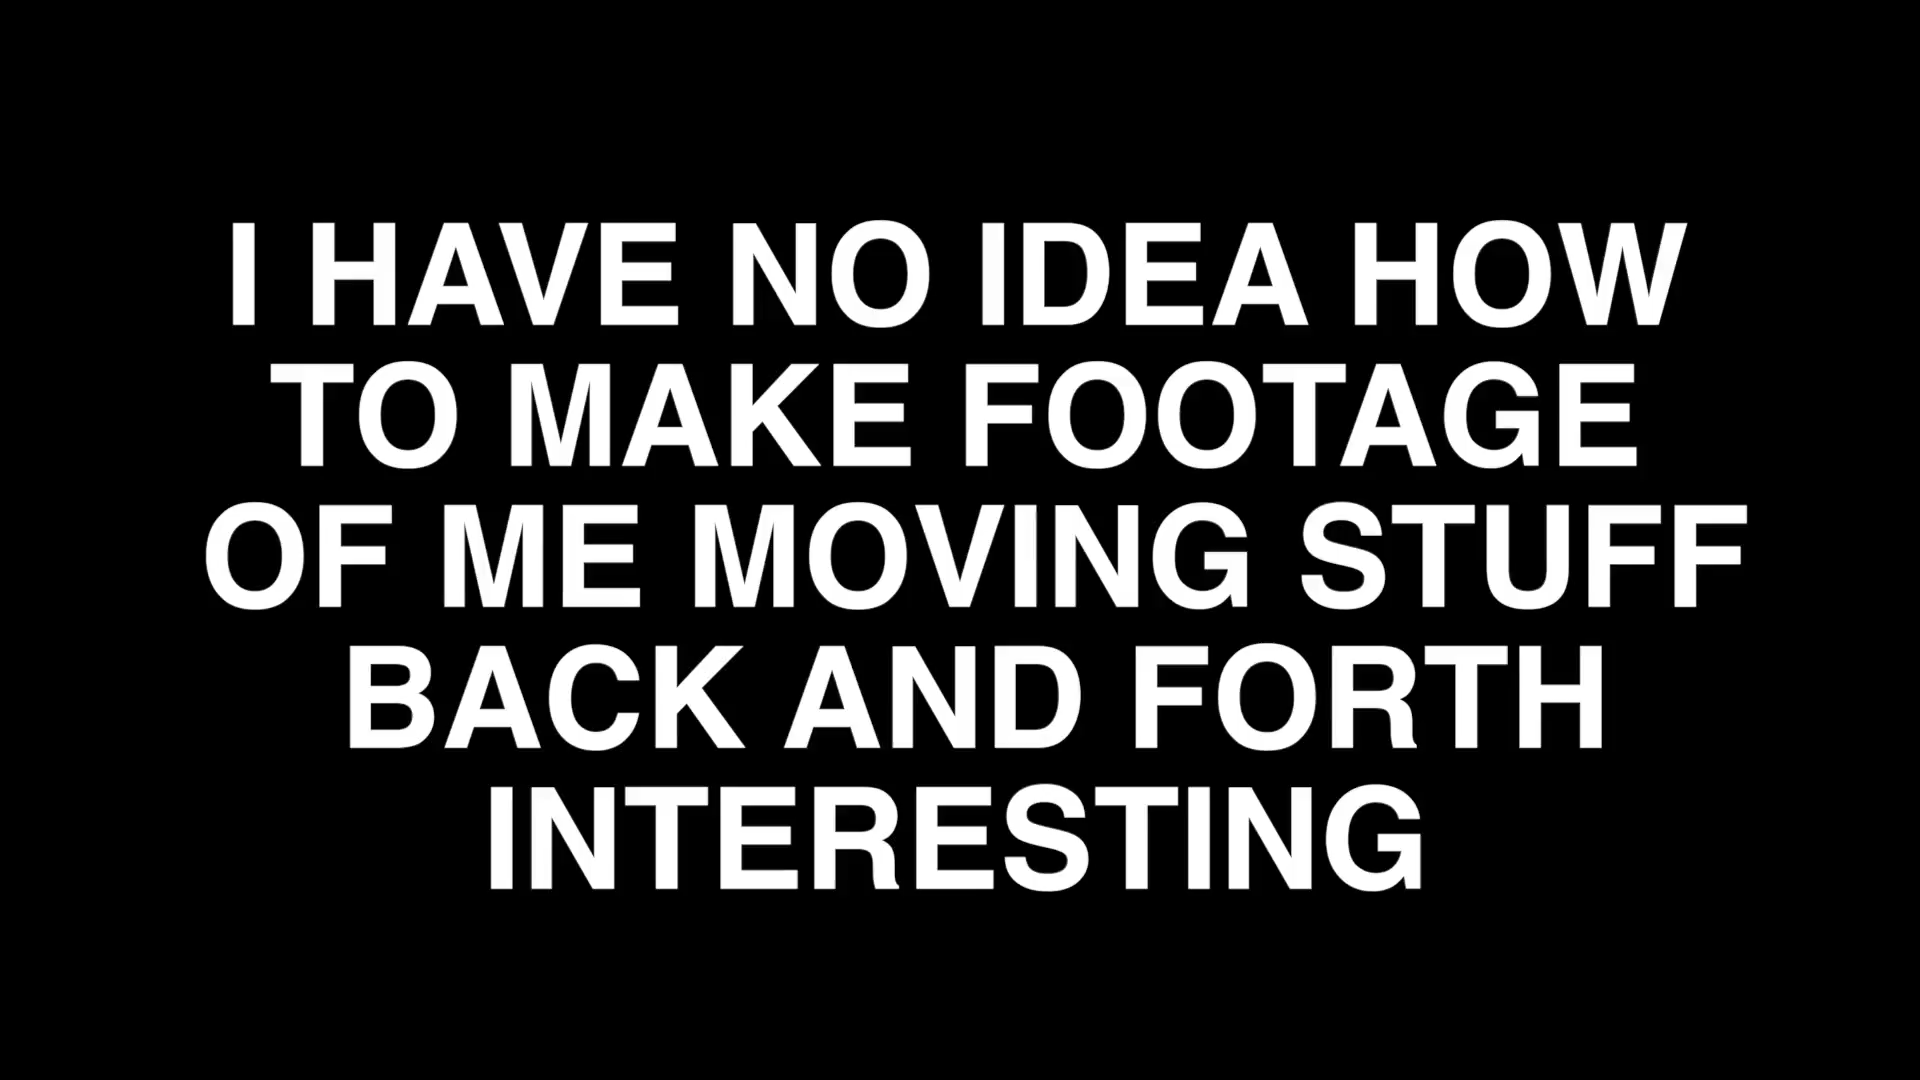 I HAVE NO IDEA HOW
TO MAKE FOOTAGE
OF ME MOVING STUFF
BACK AND FORTH
INTERESTING